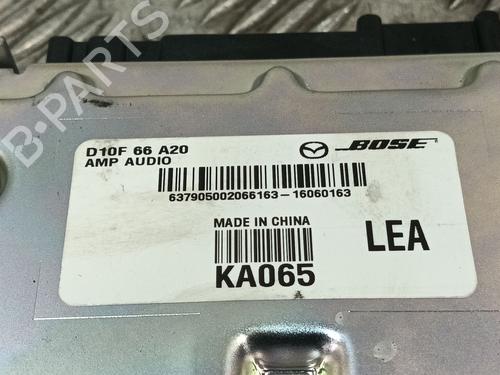 D10F 66 A20
AMP AUDIO
BOSE
637905002066163-16060163
MADE IN CHINA
KA065
LEA
B-PARTS